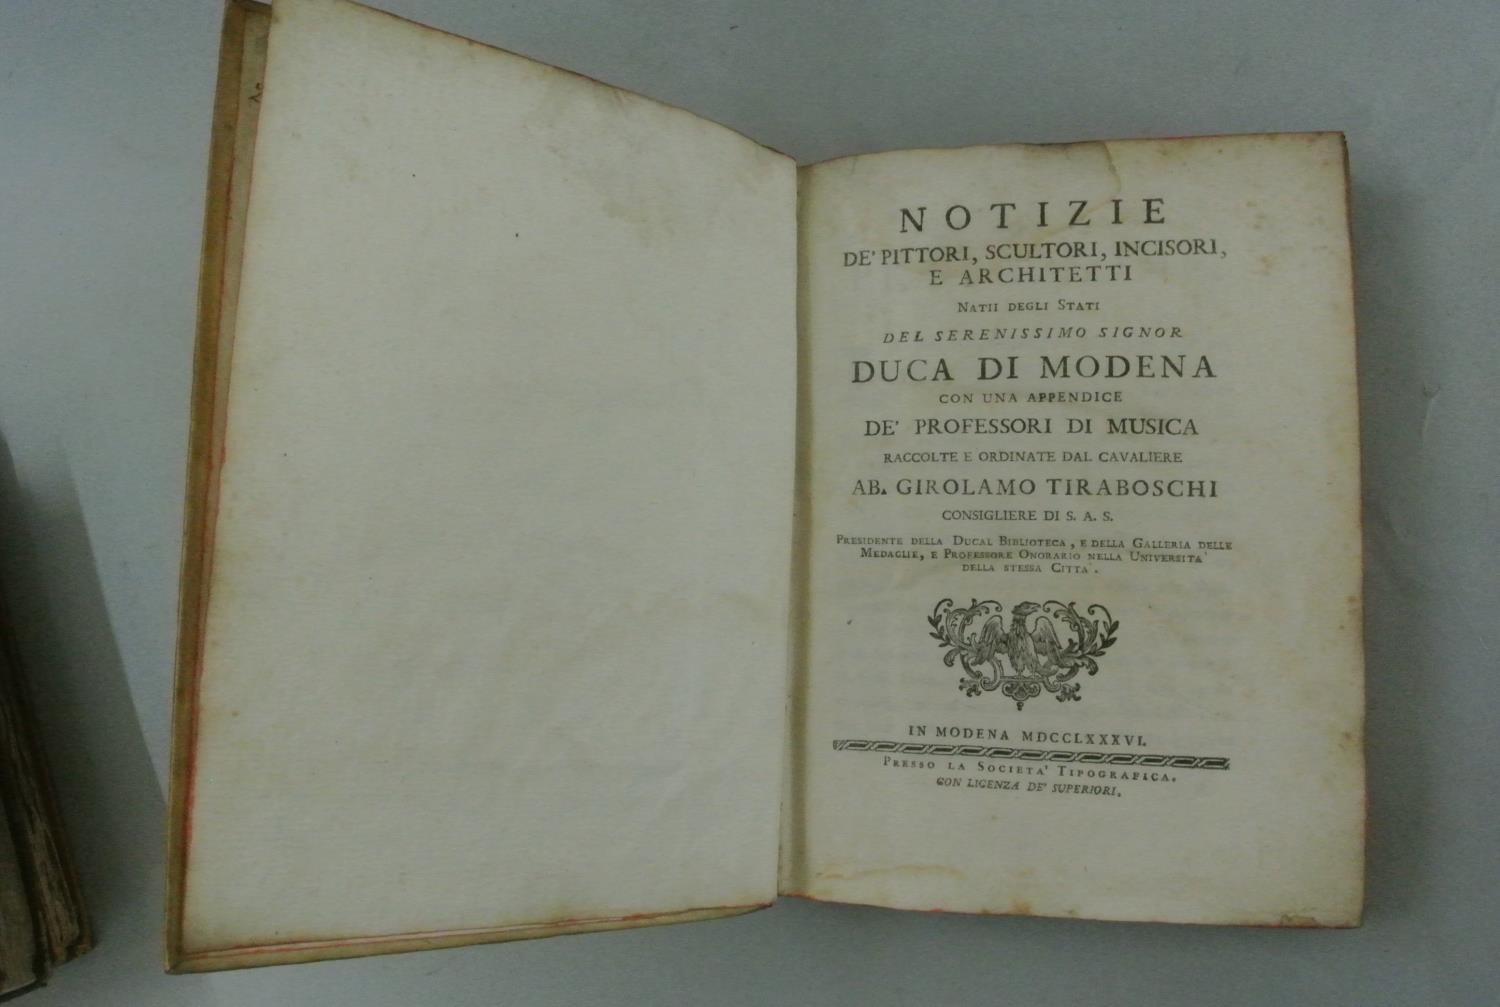 NOTIZIE
DE' PITTORI, SCULTORI, INCISORI,
E ARCHITETTI
NATII DEGLI STATI
DEL SERENISSIMO SIGNOR
DUCA DI MODENA
CON UNA APPENDICE
DE' PROFESSORI DI MUSICA
RACCOLTE E ORDINATE DAL CAVALIERE
AB. GIROLAMO TIRABOSCHI
CONSIGLIERE DI S. A. S.
PRESIDENTE DELLA DUCAL BIBLIOTECA, E DELLA GALLERIA DELLE
MEDAGLIE, E PROFESSORE ONORARIO NELLA UNIVERSITA'
DELLA STESSA CITTA'.
IN MODENA MDCCLXXXVI.
PRESSO LA SOCIETA' TIPOGRAFICA.
CON LICENZA DE' SUPERIORI.